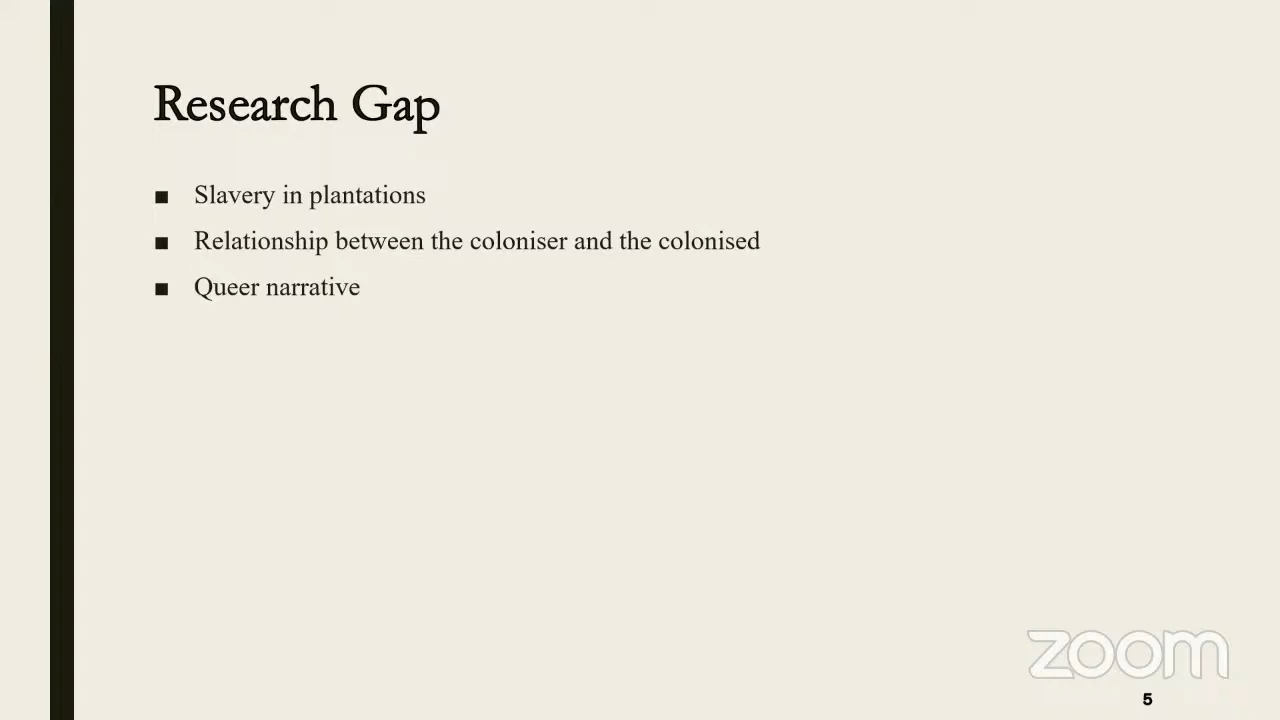 Research Gap
■ Slavery in plantations
■ Relationship between the coloniser and the colonised
■ Queer narrative
zoom
5